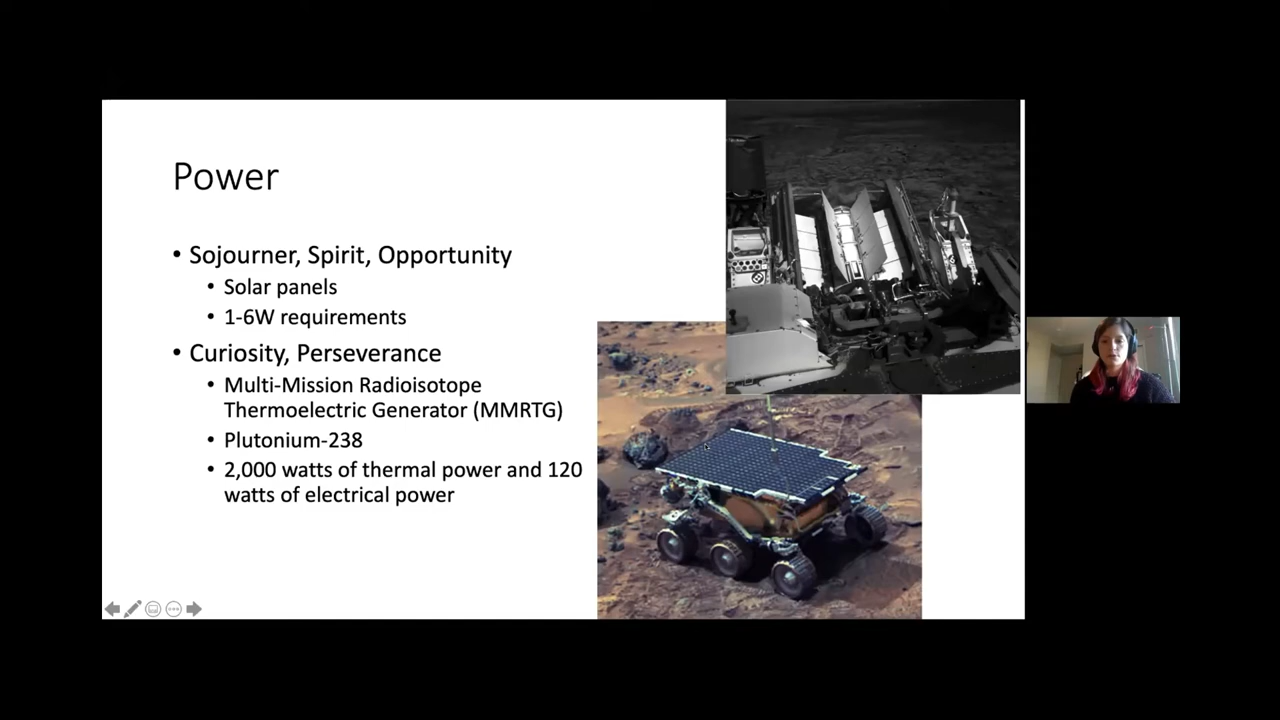 Power
• Sojourner, Spirit, Opportunity
• Solar panels
• 1-6W requirements
• Curiosity, Perseverance
• Multi-Mission Radioisotope
Thermoelectric Generator (MMRTG)
• Plutonium-238
• 2,000 watts of thermal power and 120
watts of electrical power